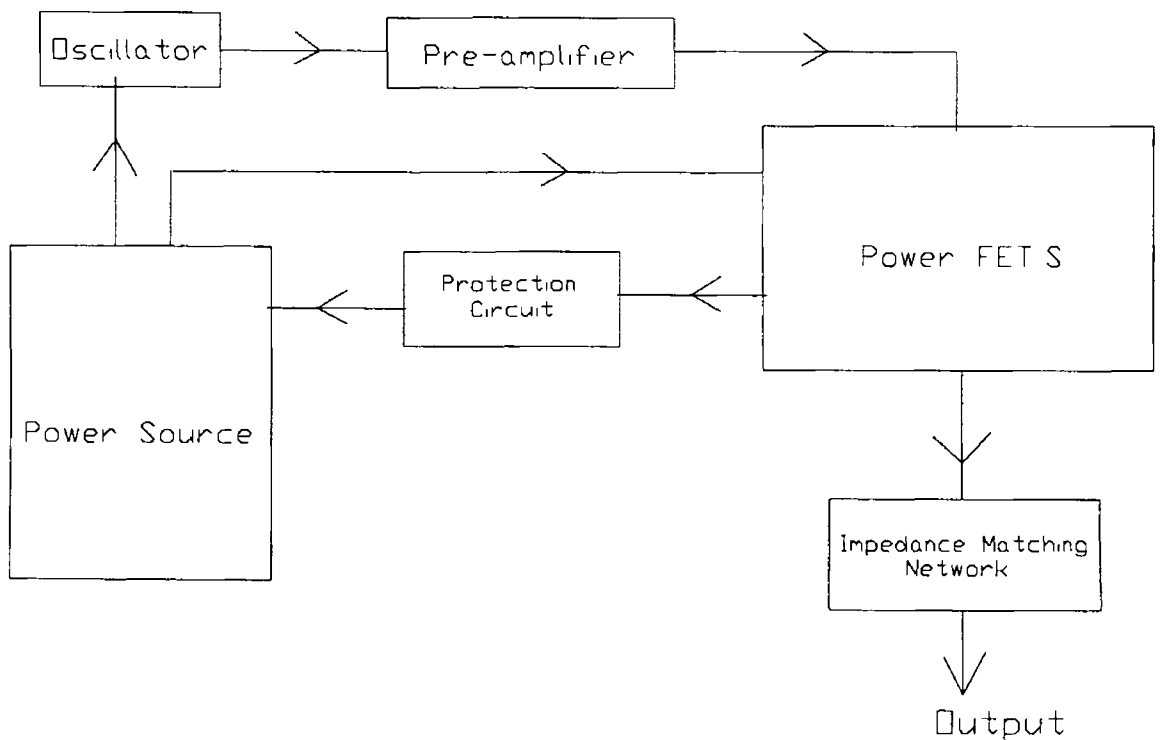 Oscillator
Pre-amplifier
Power FET S
Protection
Circuit
Power Source
Impedance Matching
Network
Output